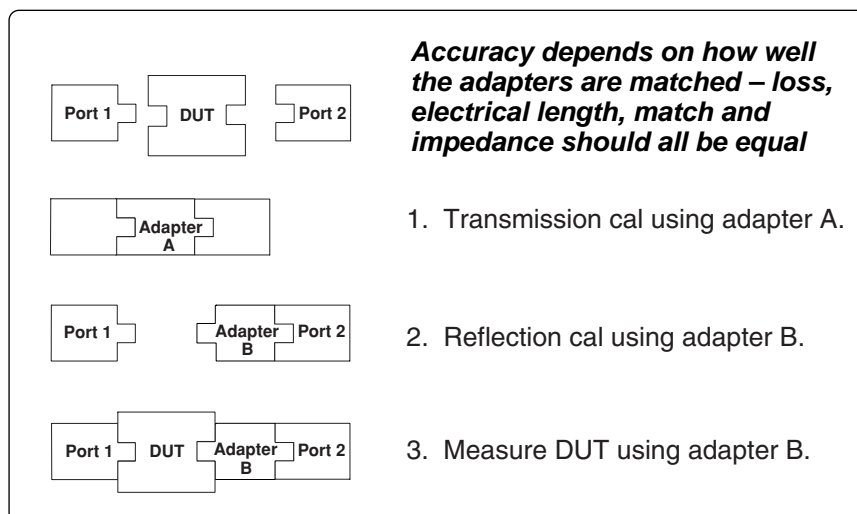 Accuracy depends on how well
the adapters are matched – loss,
electrical length, match and
impedance should all be equal
Port 1
DUT
Port 2
Adapter
A
1. Transmission cal using adapter A.
Port 1
Adapter
B
Port 2
2. Reflection cal using adapter B.
Port 1
DUT
Adapter
B
Port 2
3. Measure DUT using adapter B.